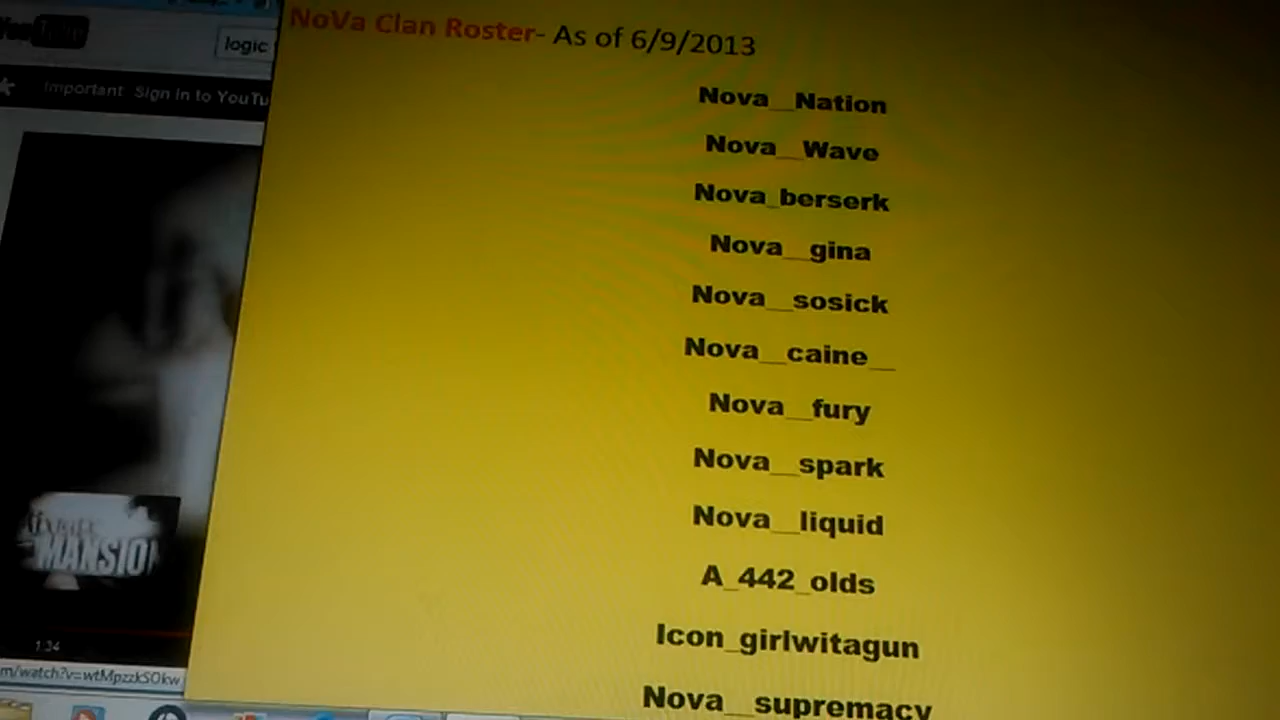 NoVa Clan Roster- As of 6/9/2013
logic
Important Sign in to YouTu
Nova__Nation
Nova__Wave
Nova_berserk
Nova__gina
Nova__sosick
Nova__caine__
Nova__fury
Nova__spark
Nova__liquid
A_442_olds
Icon_girlwitagun
Nova__supremacy
MANSION
1:34
m/watch?v=wtMpzzkSOkw